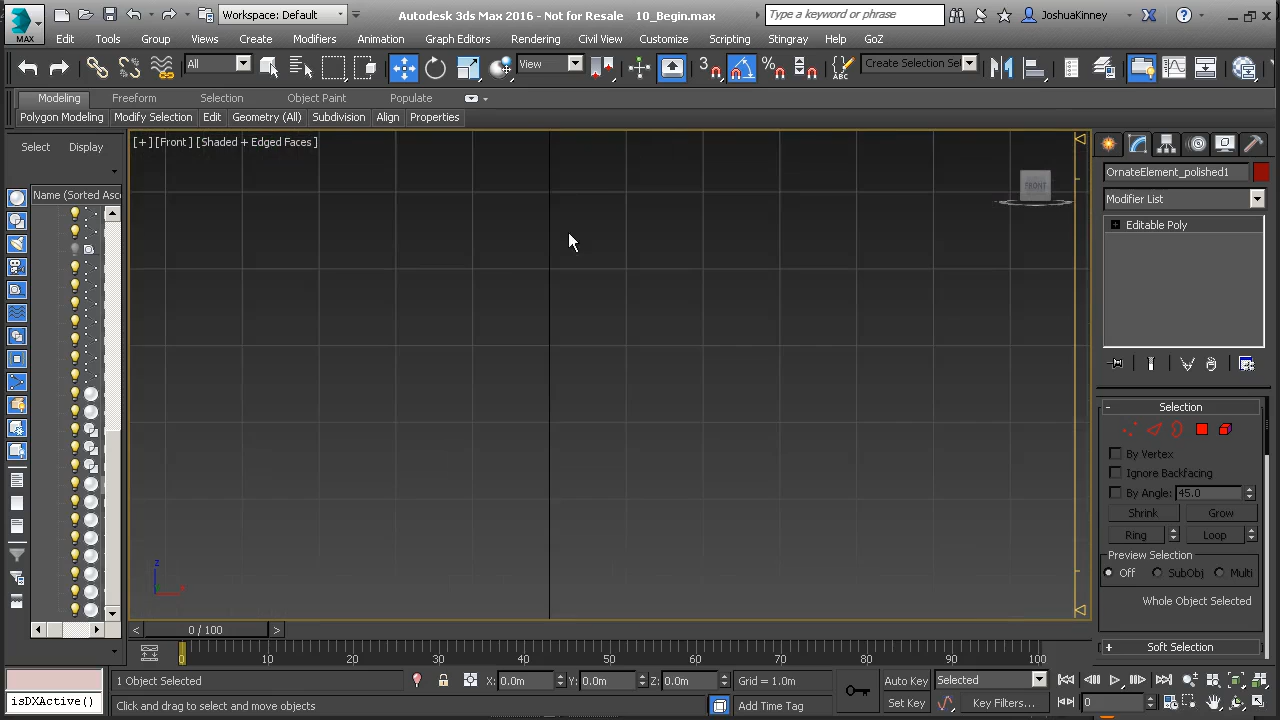 Workspace: Default
Autodesk 3ds Max 2016 - Not for Resale 10_Begin.max
Type a keyword or phrase
JoshuaKinney
MAX
Edit Tools Group Views Create Modifiers Animation Graph Editors Rendering Civil View Customize Scripting Stingray Help GoZ
All
View
3
%
ABC
Create Selection Se
Modeling Freeform Selection Object Paint Populate
Polygon Modeling Modify Selection Edit Geometry (All) Subdivision Align Properties
Select Display
[+][Front][Shaded + Edged Faces]
FRONT
Name (Sorted Asc
OrnateElement_polished1
Modifier List
Editable Poly
Selection
By Vertex
Ignore Backfacing
By Angle: 45.0
Shrink Grow
Ring Loop
Preview Selection
Off SubObj Multi
Whole Object Selected
Soft Selection
z
x
< 0 / 100 >
0 10 20 30 40 50 60 70 80 90 100
1 Object Selected
X: 0.0m Y: 0.0m Z: 0.0m
Grid = 1.0m
Auto Key Selected
isDXActive()
Click and drag to select and move objects
Add Time Tag
Set Key Key Filters...
0